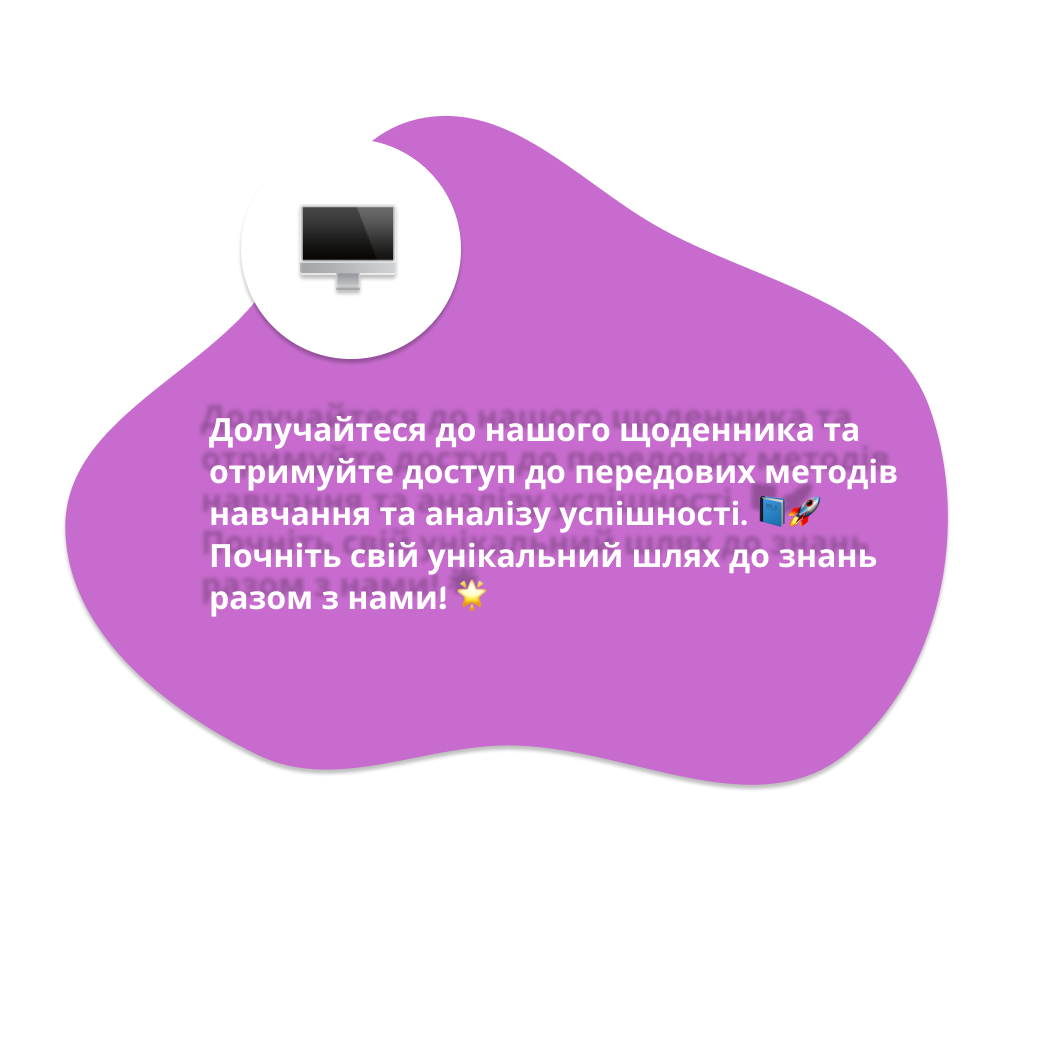 Долучайтеся до нашого щоденника та
отримуйте доступ до передових методів
навчання та аналізу успішності. 📘🚀
Почніть свій унікальний шлях до знань
разом з нами! 🌟